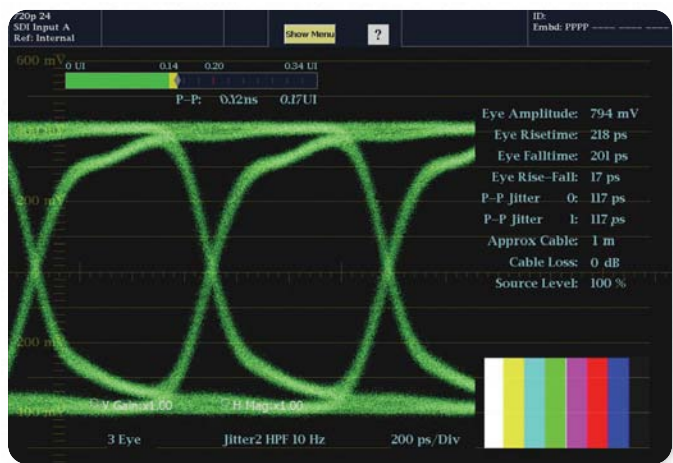 720p 24
SDI Input A
Ref: Internal
Show Menu
?
ID:
Embd: PPPP ---- ---- ----
600 mV
0 UI 0.14 0.20 0.34 UI
P-P: 0.12ns 0.17UI
Eye Amplitude: 794 mV
Eye Risetime: 218 ps
Eye Falltime: 201 ps
Eye Rise-Fall: 17 ps
P-P Jitter 0: 117 ps
P-P Jitter 1: 117 ps
Approx Cable: 1 m
Cable Loss: 0 dB
Source Level: 100 %
200 mV
200 mV
400 mV
V Gain:x1.00 H Mag:x1.00
3 Eye Jitter2 HPF 10 Hz 200 ps/Div